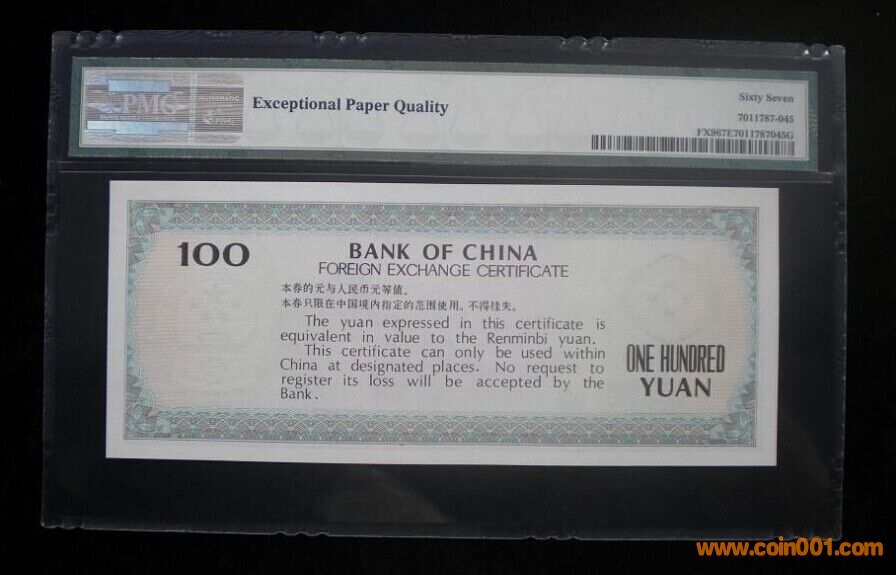 PMG
NUMISMATIC
Exceptional Paper Quality
Sixty Seven
7011787-045
FX967E7011787045G
100
BANK OF CHINA
FOREIGN EXCHANGE CERTIFICATE
本券的元与人民币元等值。
本券只限在中国境内指定的范围使用。不得挂失。
The yuan expressed in this certificate is
equivalent in value to the Renminbi yuan.
This certificate can only be used within
China at designated places. No request to
register its loss will be accepted by the
Bank.
ONE HUNDRED
YUAN
www.coin001.com